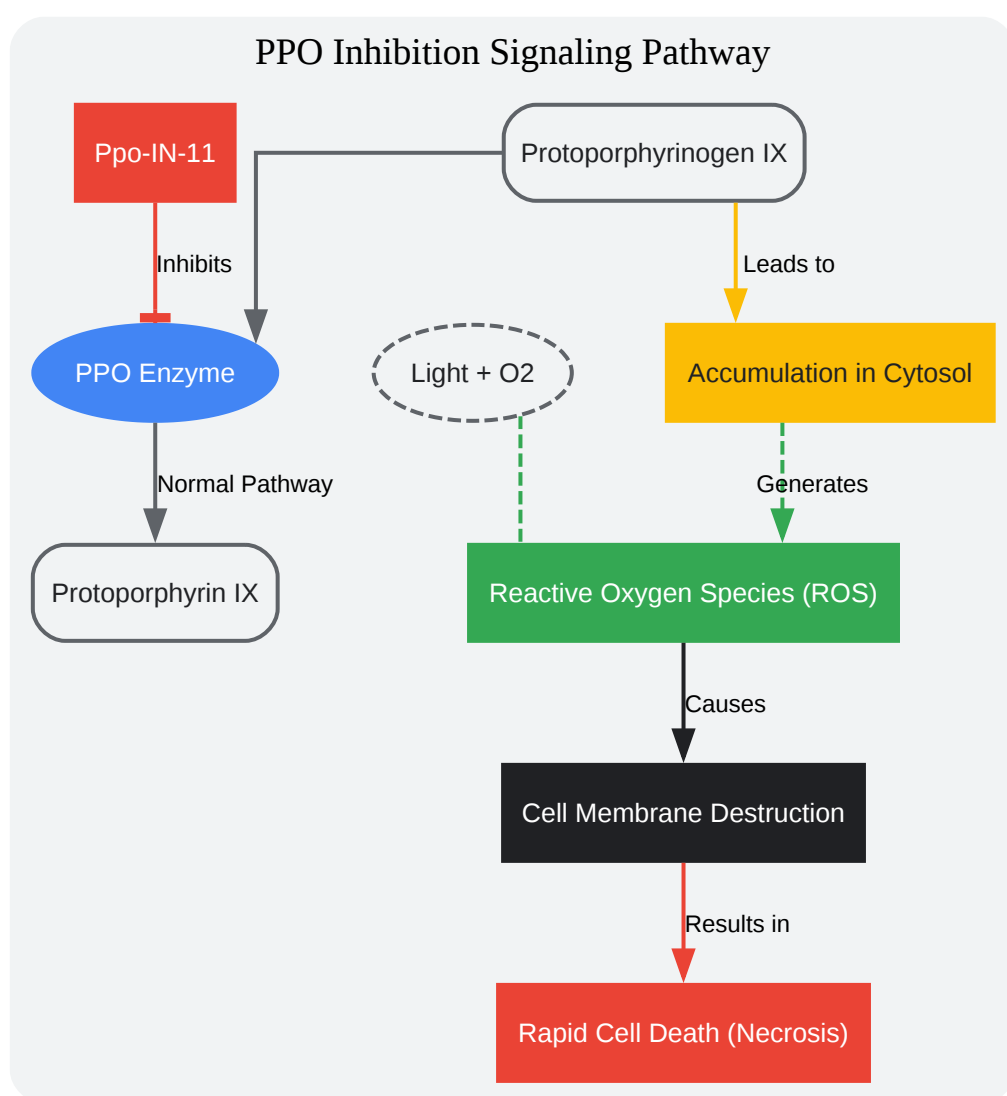 PPO Inhibition Signaling Pathway
Ppo-IN-11
Protoporphyrinogen IX
Inhibits
Leads to
PPO Enzyme
Light + O2
Accumulation in Cytosol
Normal Pathway
Generates
Protoporphyrin IX
Reactive Oxygen Species (ROS)
Causes
Cell Membrane Destruction
Results in
Rapid Cell Death (Necrosis)